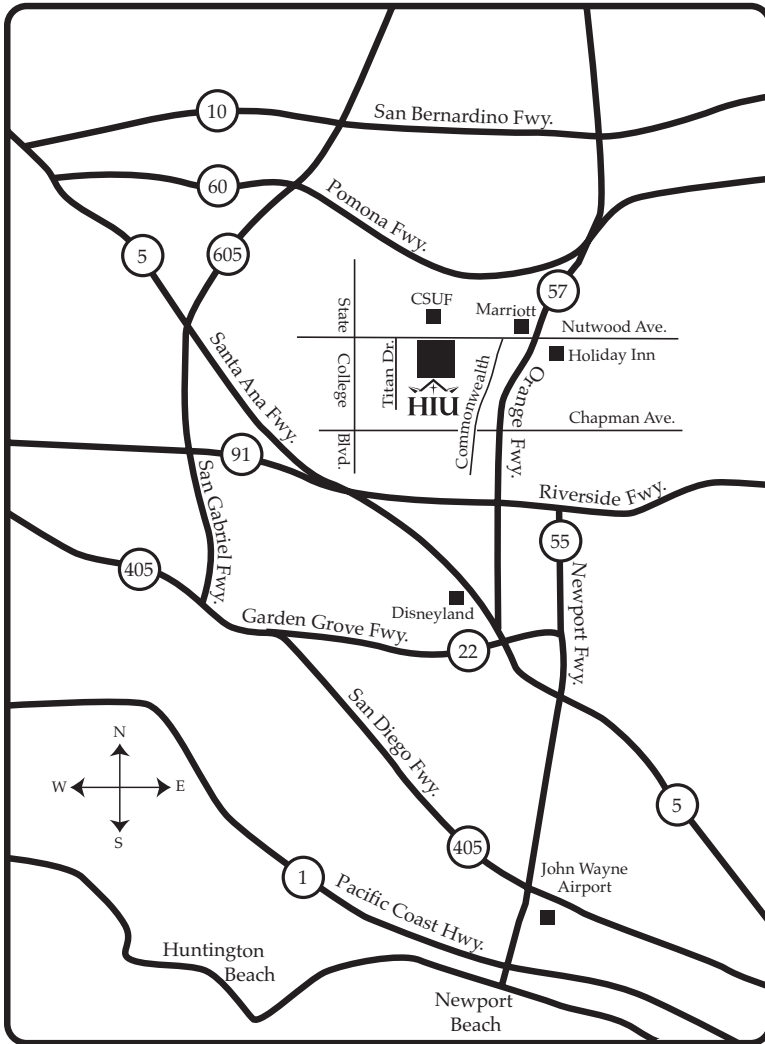 10
San Bernardino Fwy.
60
Pomona Fwy.
5
605
57
CSUF
Marriott
Nutwood Ave.
Holiday Inn
State
College
Blvd.
Titan Dr.
HIU
Commonwealth
Orange Fwy.
Chapman Ave.
Santa Ana Fwy.
91
San Gabriel Fwy.
Riverside Fwy.
55
Newport Fwy.
405
Disneyland
Garden Grove Fwy.
22
San Diego Fwy.
N
W
E
S
5
405
John Wayne
Airport
1
Pacific Coast Hwy.
Huntington
Beach
Newport
Beach